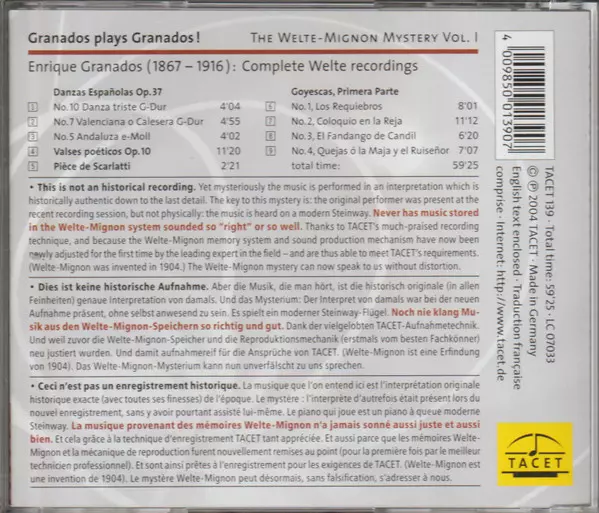 Granados plays Granados! THE WELTE-MIGNON MYSTERY VOL. I
Enrique Granados (1867 – 1916): Complete Welte recordings
Danzas Españolas Op.37
1 No.10 Danza triste G-Dur 4'04
2 No.7 Valenciana o Calesera G-Dur 4'55
3 No.5 Andaluza e-Moll 4'02
4 Valses poéticos Op.10 11'20
5 Pièce de Scarlatti 2'21
Goyescas, Primera Parte
6 No.1, Los Requiebros 8'01
7 No.2, Coloquio en la Reja 11'12
8 No.3, El Fandango de Candil 6'20
9 No.4, Quejas ó la Maja y el Ruiseñor 7'07
total time: 59'25
• This is not an historical recording. Yet mysteriously the music is performed in an interpretation which is
historically authentic down to the last detail. The key to this mystery is: the original performer was present at the
recent recording session, but not physically: the music is heard on a modern Steinway. Never has music stored
in the Welte-Mignon system sounded so "right" or so well. Thanks to TACET's much-praised recording
technique, and because the Welte-Mignon memory system and sound production mechanism have now been
newly adjusted for the first time by the leading expert in the field – and are thus able to meet TACET's requirements.
(Welte-Mignon was invented in 1904.) The Welte-Mignon mystery can now speak to us without distortion.
• Dies ist keine historische Aufnahme. Aber die Musik, die man hört, ist die historisch originale (in allen
Feinheiten) genaue Interpretation von damals. Und das Mysterium: Der Interpret von damals war bei der neuen
Aufnahme präsent, ohne selbst anwesend zu sein. Es spielt ein moderner Steinway-Flügel. Noch nie klang Mu-
sik aus den Welte-Mignon-Speichern so richtig und gut. Dank der vielgelobten TACET-Aufnahmetechnik.
Und weil zuvor die Welte-Mignon-Speicher und die Reproduktionsmechanik (erstmals vom besten Fachkönner)
neu justiert wurden. Und damit aufnahmereif für die Ansprüche von TACET. (Welte-Mignon ist eine Erfindung
von 1904). Das Welte-Mignon-Mysterium kann nun unverfälscht zu uns sprechen.
• Ceci n'est pas un enregistrement historique. La musique que l'on entend ici est l'interprétation originale
historique exacte (avec toutes ses finesses) de l'époque. Le mystère : l'interprète d'autrefois était présent lors du
nouvel enregistrement, sans y avoir pourtant assisté lui-même. Le piano qui joue est un piano à queue moderne
Steinway. La musique provenant des mémoires Welte-Mignon n'a jamais sonné aussi juste et aussi
bien. Et cela grâce à la technique d'enregistrement TACET tant appréciée. Et aussi parce que les mémoires Welte-
Mignon et la mécanique de reproduction furent nouvellement remises au point (pour la première fois par le meilleur
technicien professionnel). Et sont ainsi prêtes à l'enregistrement pour les exigences de TACET. (Welte-Mignon est
une invention de 1904). Le mystère Welte-Mignon peut désormais, sans falsification, s'adresser à nous.
4 009850 013907
TACET 139 · Total time: 59'25 · LC 07033
© ℗ 2004 TACET · Made in Germany
English text enclosed · Traduction française
comprise · Internet: http://www.tacet.de
TACET